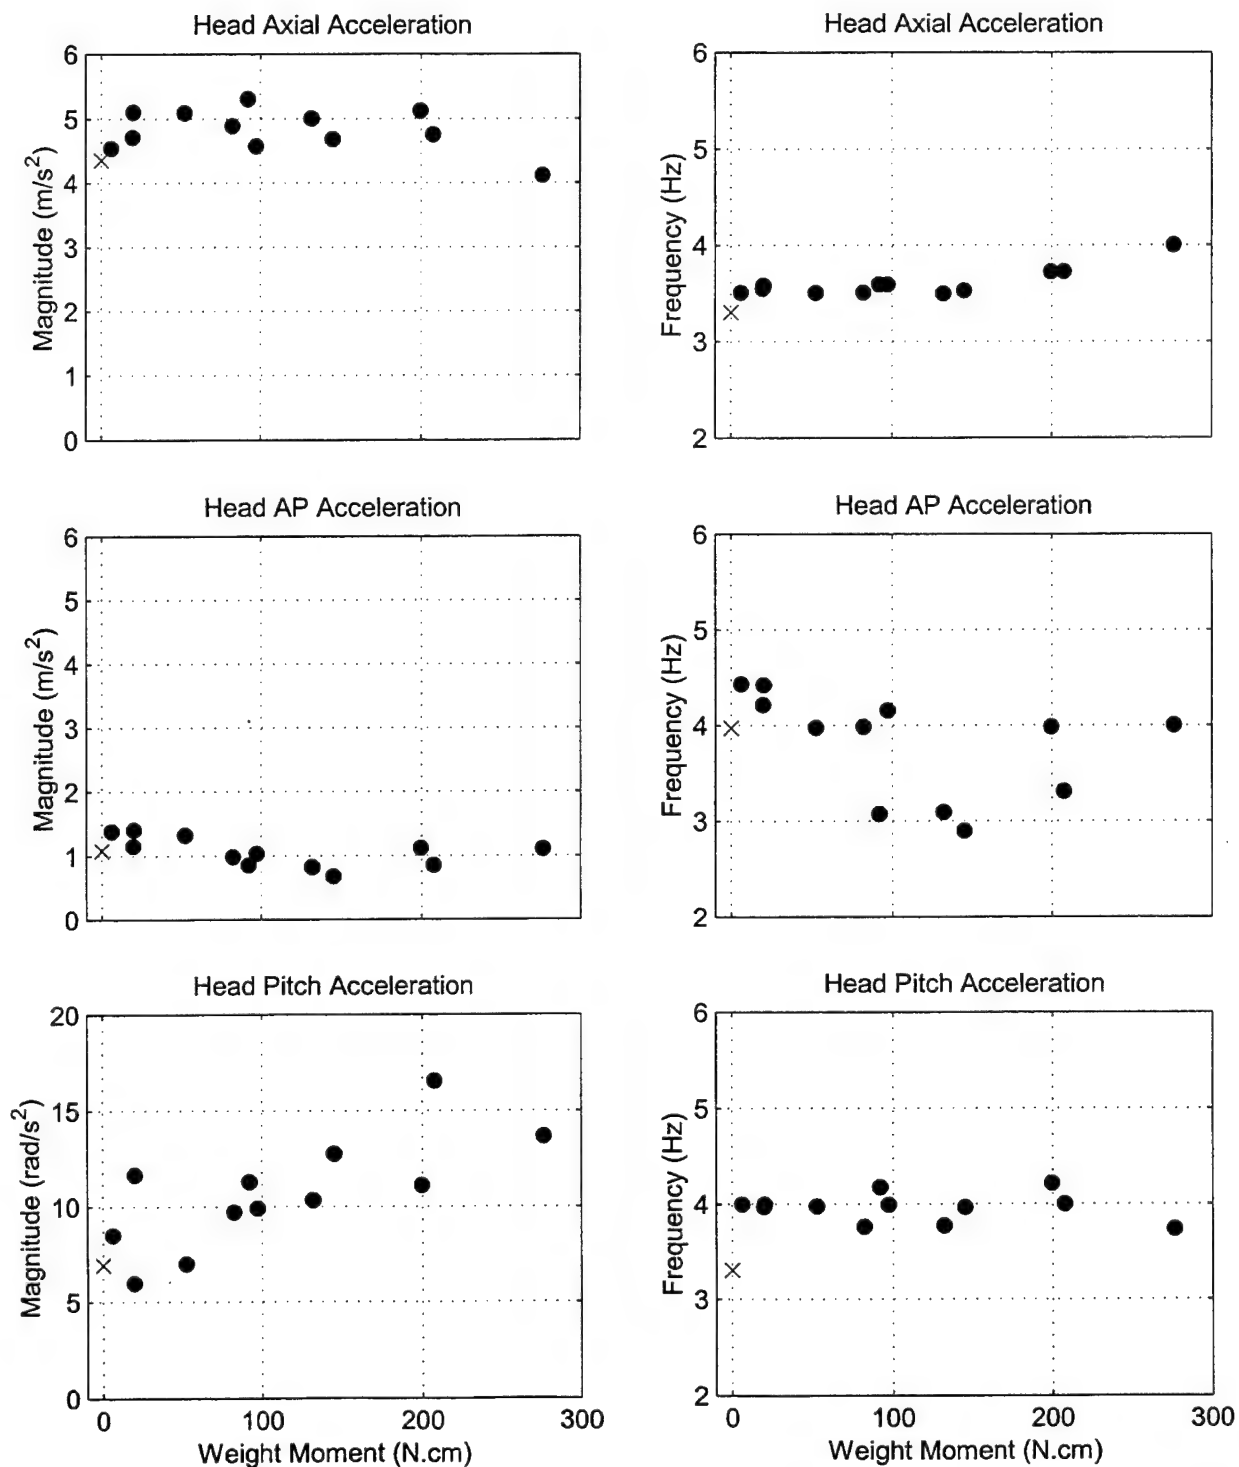 Head Axial Acceleration
6
5
4
3
2
1
0
Magnitude (m/s²)
Head Axial Acceleration
6
5
4
3
2
Frequency (Hz)
Head AP Acceleration
6
5
4
3
2
1
0
Magnitude (m/s²)
Head AP Acceleration
6
5
4
3
2
Frequency (Hz)
Head Pitch Acceleration
20
15
10
5
0
Magnitude (rad/s²)
0 100 200 300
Weight Moment (N.cm)
Head Pitch Acceleration
6
5
4
3
2
Frequency (Hz)
0 100 200 300
Weight Moment (N.cm)